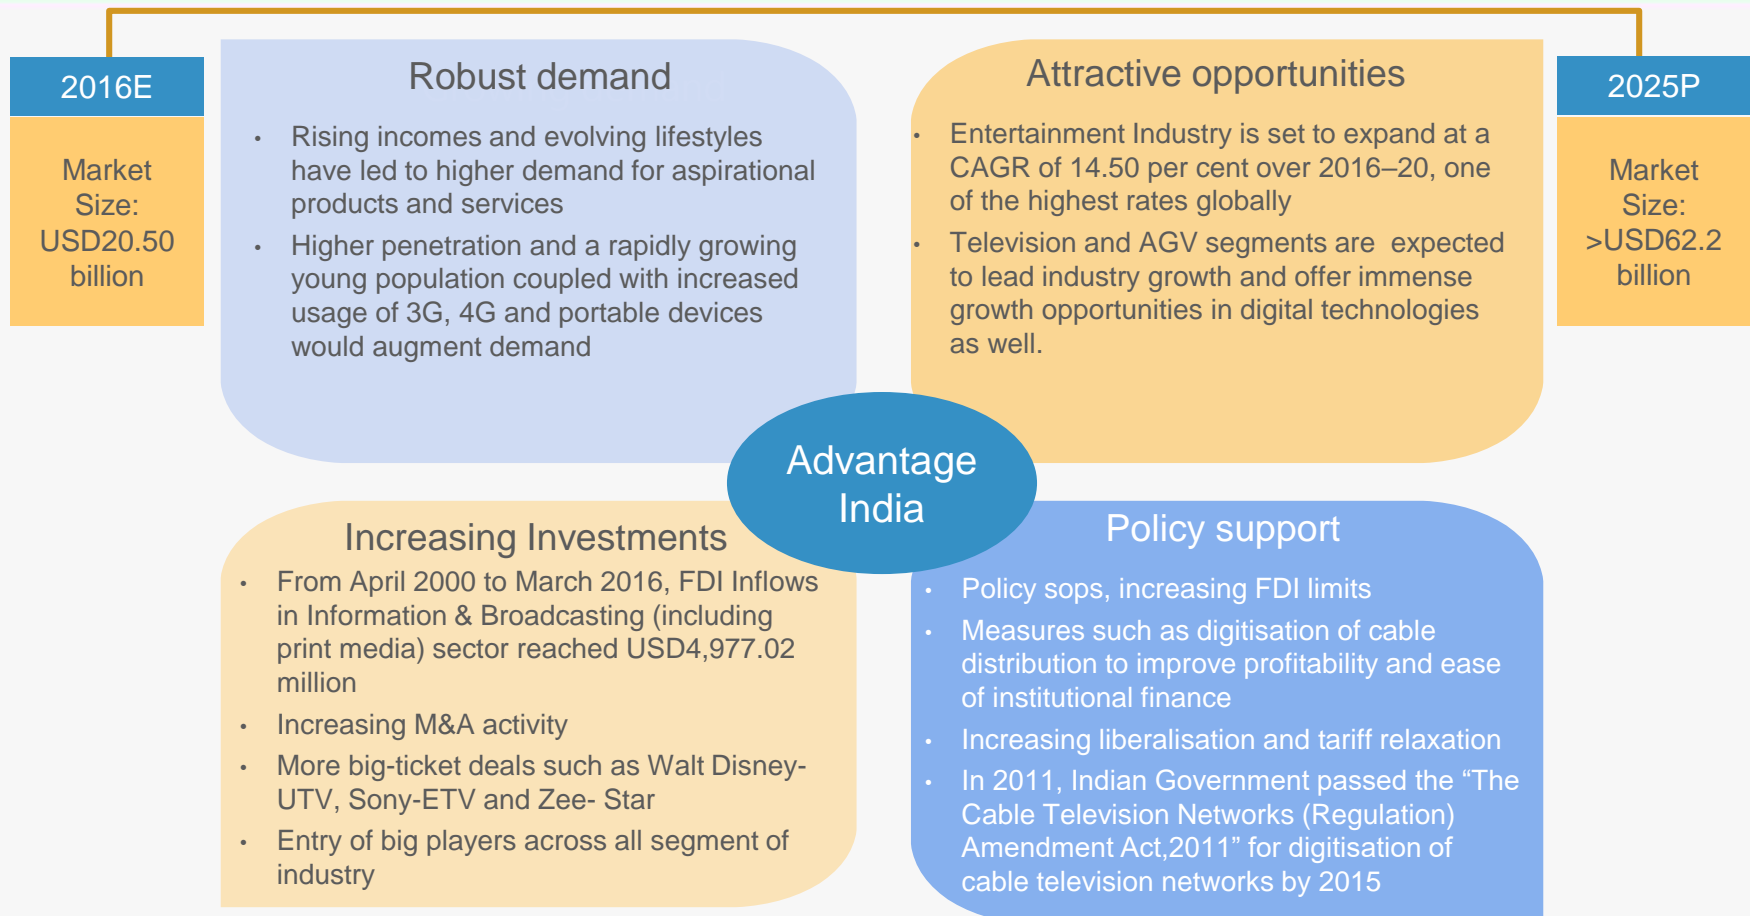 2016E
Market
Size:
USD20.50
billion
Robust demand
• Rising incomes and evolving lifestyles
have led to higher demand for aspirational
products and services
• Higher penetration and a rapidly growing
young population coupled with increased
usage of 3G, 4G and portable devices
would augment demand
Attractive opportunities
• Entertainment Industry is set to expand at a
CAGR of 14.50 per cent over 2016–20, one
of the highest rates globally
• Television and AGV segments are expected
to lead industry growth and offer immense
growth opportunities in digital technologies
as well.
2025P
Market
Size:
>USD62.2
billion
Advantage
India
Increasing Investments
• From April 2000 to March 2016, FDI Inflows
in Information & Broadcasting (including
print media) sector reached USD4,977.02
million
• Increasing M&A activity
• More big-ticket deals such as Walt Disney-
UTV, Sony-ETV and Zee- Star
• Entry of big players across all segment of
industry
Policy support
• Policy sops, increasing FDI limits
• Measures such as digitisation of cable
distribution to improve profitability and ease
of institutional finance
• Increasing liberalisation and tariff relaxation
• In 2011, Indian Government passed the “The
Cable Television Networks (Regulation)
Amendment Act,2011” for digitisation of
cable television networks by 2015